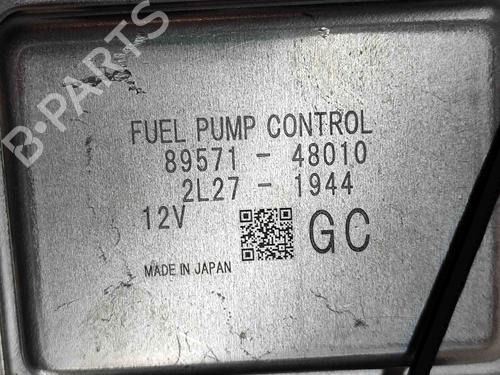 B-PARTS
FUEL PUMP CONTROL
89571 - 48010
2L27 - 1944
12V
GC
MADE IN JAPAN